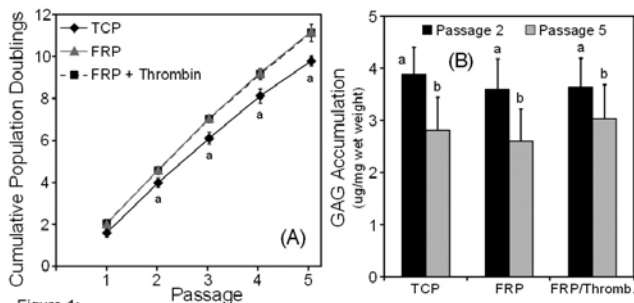 Cumulative Population Doublings
12
10
8
6
4
2
0
TCP
FRP
FRP + Thrombin
a
a
a
a
(A)
1
2
3
4
5
Passage
Figure 1:
GAG Accumulation
(ug/mg wet weight)
5
4
3
2
1
0
Passage 2
Passage 5
(B)
a
b
a
b
a
b
TCP
FRP
FRP/Thromb.